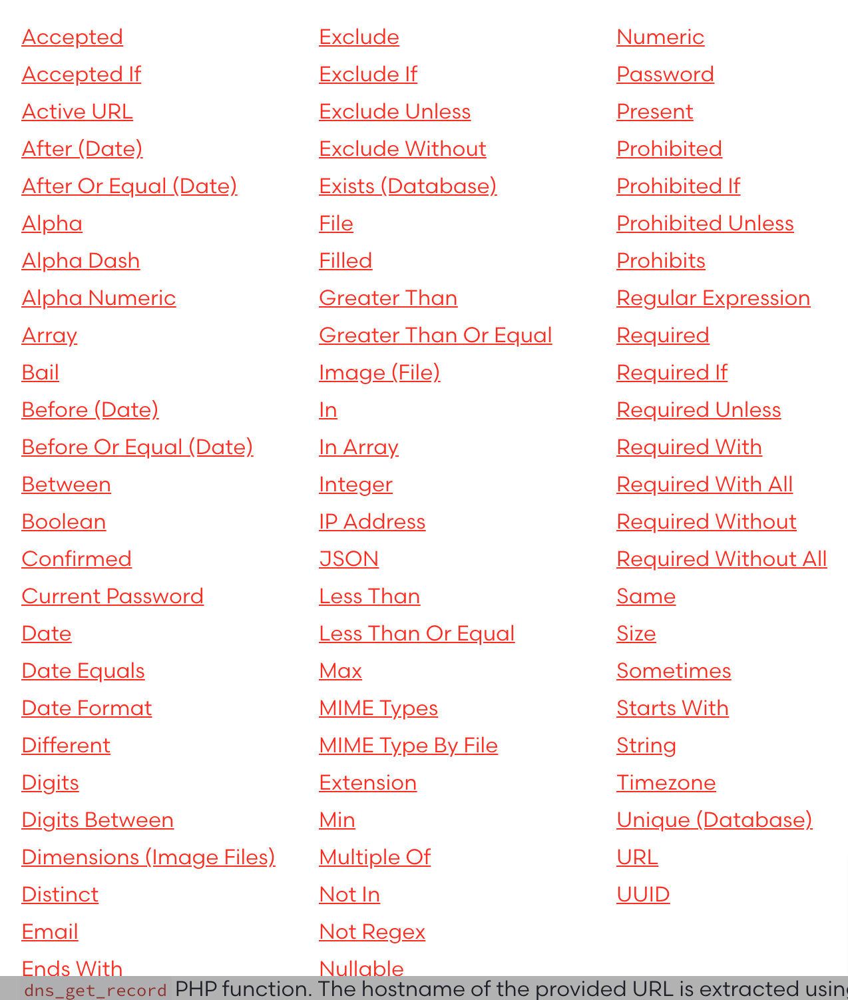 Accepted
Accepted If
Active URL
After (Date)
After Or Equal (Date)
Alpha
Alpha Dash
Alpha Numeric
Array
Bail
Before (Date)
Before Or Equal (Date)
Between
Boolean
Confirmed
Current Password
Date
Date Equals
Date Format
Different
Digits
Digits Between
Dimensions (Image Files)
Distinct
Email
Ends With
Exclude
Exclude If
Exclude Unless
Exclude Without
Exists (Database)
File
Filled
Greater Than
Greater Than Or Equal
Image (File)
In
In Array
Integer
IP Address
JSON
Less Than
Less Than Or Equal
Max
MIME Types
MIME Type By File
Extension
Min
Multiple Of
Not In
Not Regex
Nullable
Numeric
Password
Present
Prohibited
Prohibited If
Prohibited Unless
Prohibits
Regular Expression
Required
Required If
Required Unless
Required With
Required With All
Required Without
Required Without All
Same
Size
Sometimes
Starts With
String
Timezone
Unique (Database)
URL
UUID
dns_get_record PHP function. The hostname of the provided URL is extracted using